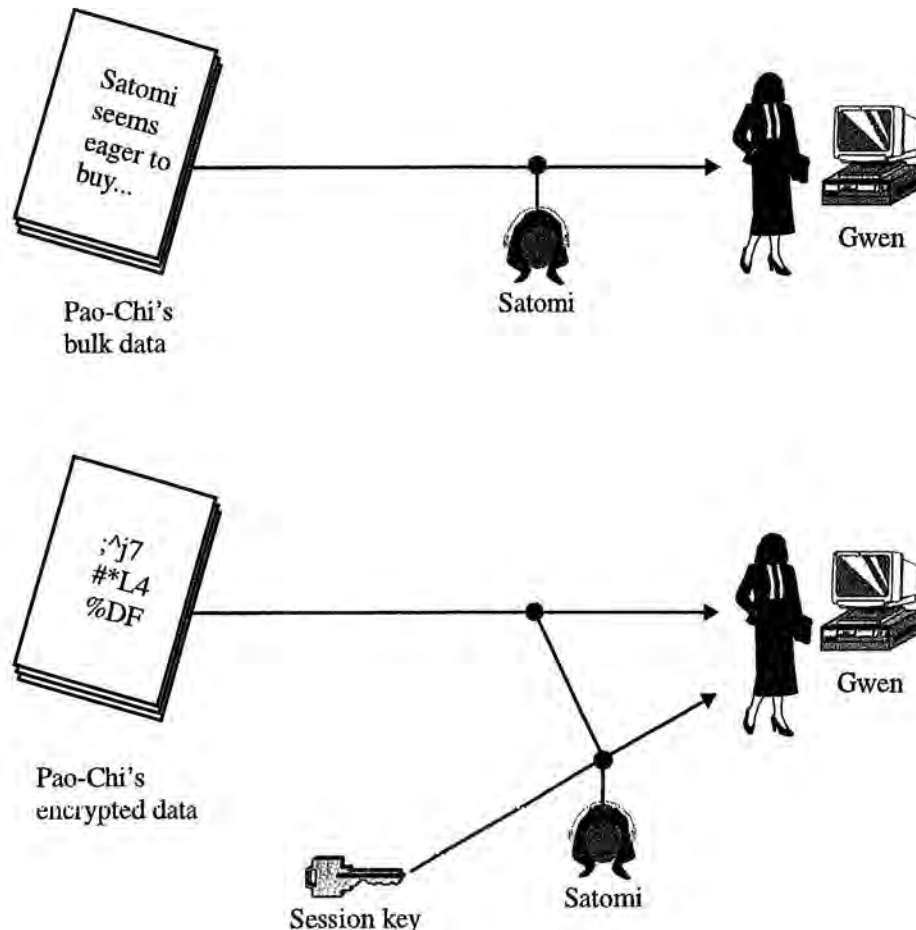 Satomi
seems
eager to
buy...
Gwen
Satomi
Pao-Chi's
bulk data
;^j7
#*L4
%DF
Gwen
Pao-Chi's
encrypted data
Satomi
Session key